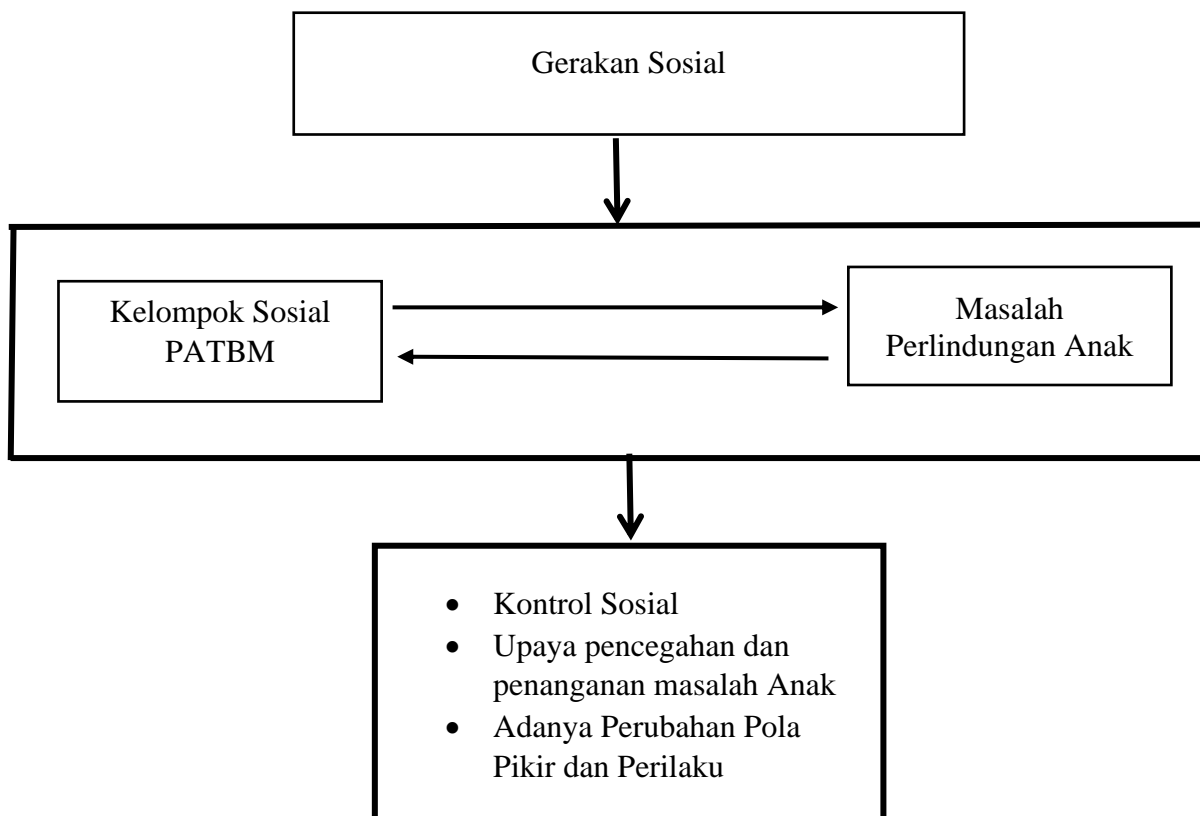 Gerakan Sosial
Kelompok Sosial
PATBM
Masalah
Perlindungan Anak
• Kontrol Sosial
• Upaya pencegahan dan
penanganan masalah Anak
• Adanya Perubahan Pola
Pikir dan Perilaku